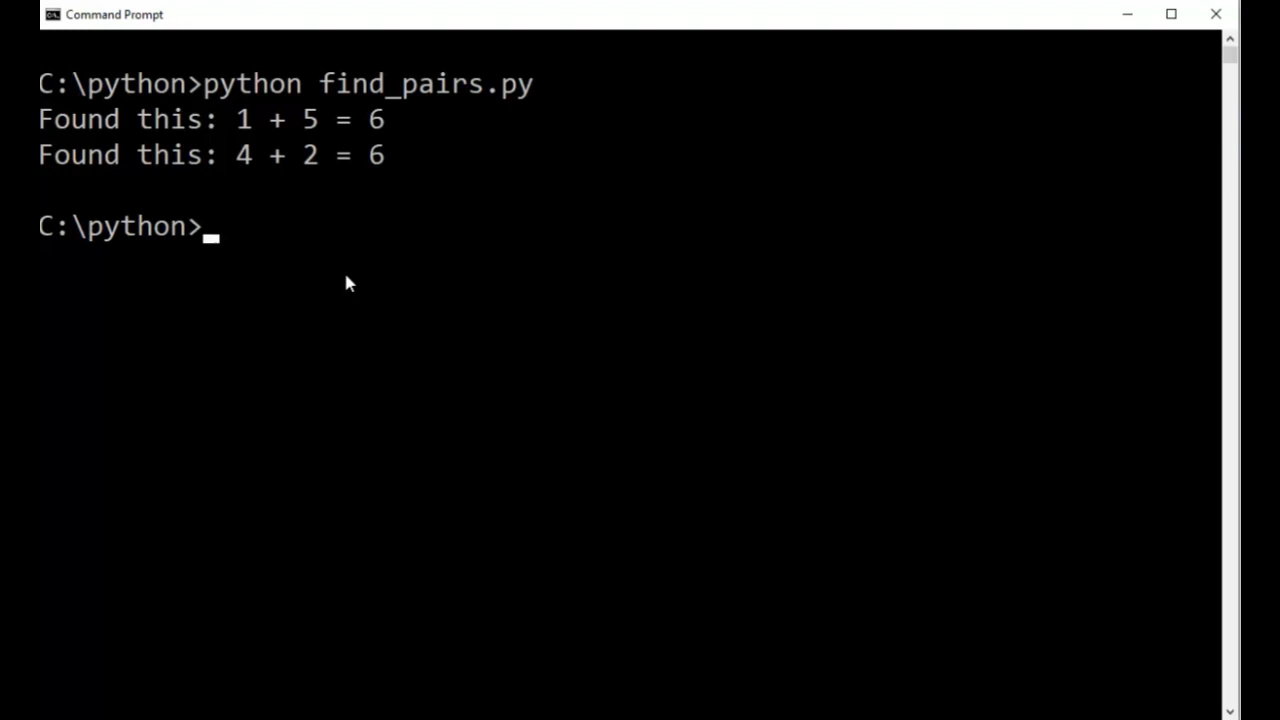 Command Prompt
C:\python>python find_pairs.py
Found this: 1 + 5 = 6
Found this: 4 + 2 = 6
C:\python>